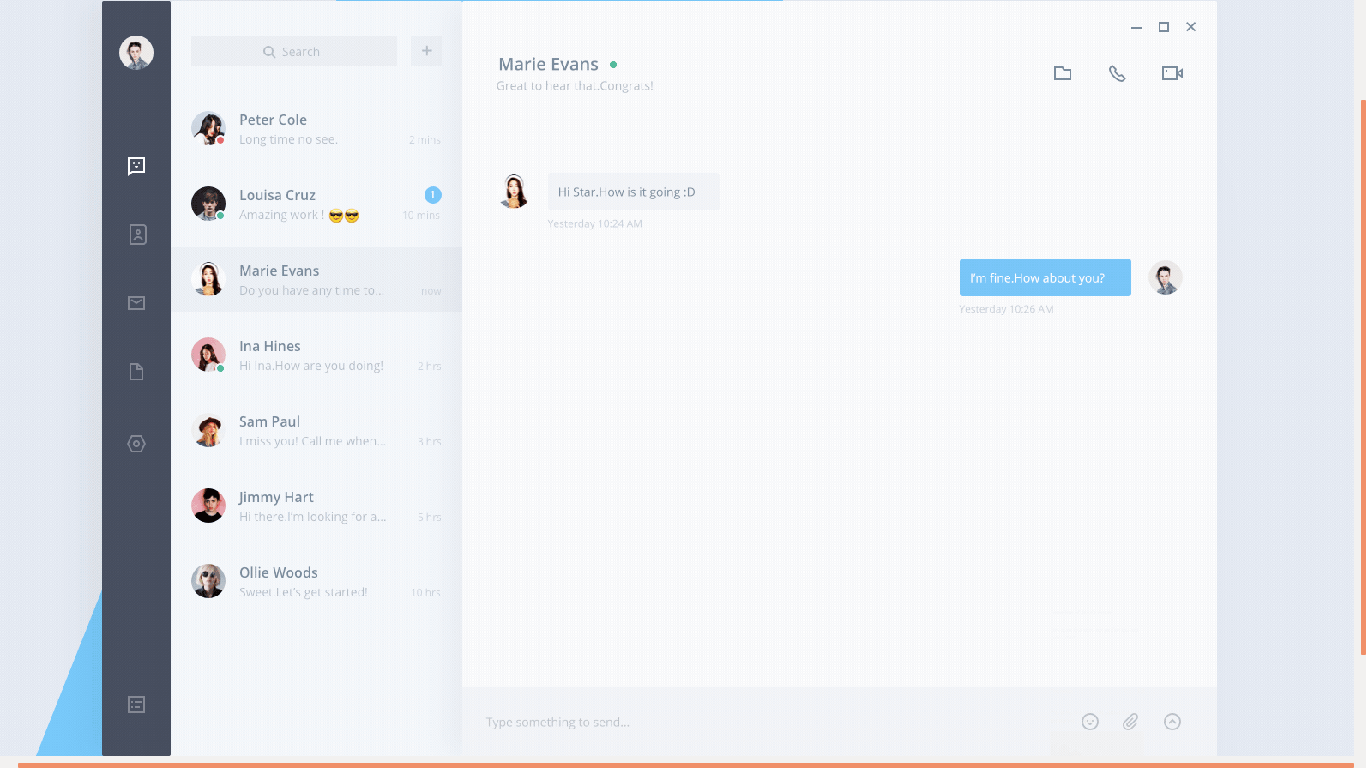 Search
+
Peter Cole
Long time no see.
2 mins
Louisa Cruz
1
Amazing work ! 😎😎
10 mins
Marie Evans
Do you have any time to...
now
Ina Hines
Hi Ina.How are you doing!
2 hrs
Sam Paul
I miss you! Call me when...
3 hrs
Jimmy Hart
Hi there.I'm looking for a...
5 hrs
Ollie Woods
Sweet Let's get started!
10 hrs
Marie Evans
Great to hear that.Congrats!
Hi Star.How is it going :D
Yesterday 10:24 AM
I'm fine.How about you?
Yesterday 10:26 AM
Type something to send...